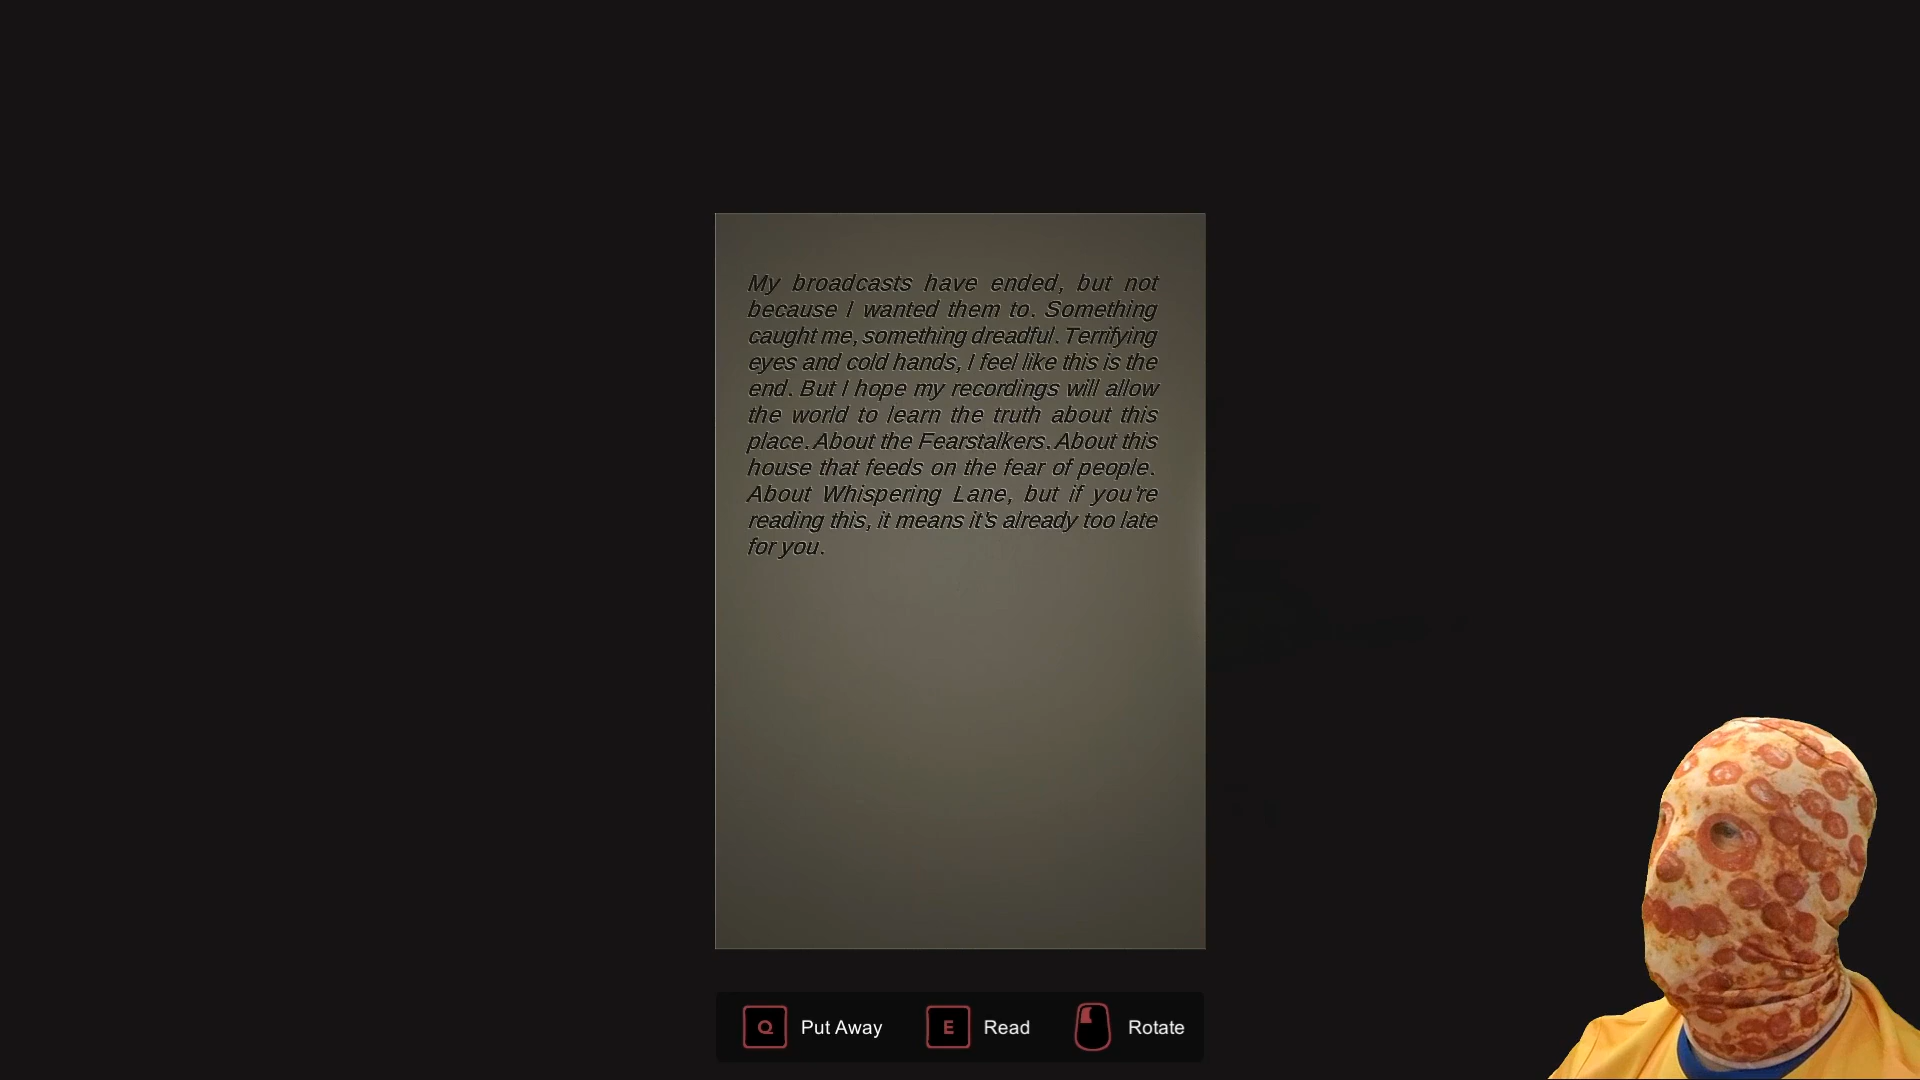 My broadcasts have ended, but not
because I wanted them to. Something
caught me, something dreadful. Terrifying
eyes and cold hands, I feel like this is the
end. But I hope my recordings will allow
the world to learn the truth about this
place. About the Fearstalkers. About this
house that feeds on the fear of people.
About Whispering Lane, but if you're
reading this, it means it's already too late
for you.
Q Put Away E Read Rotate